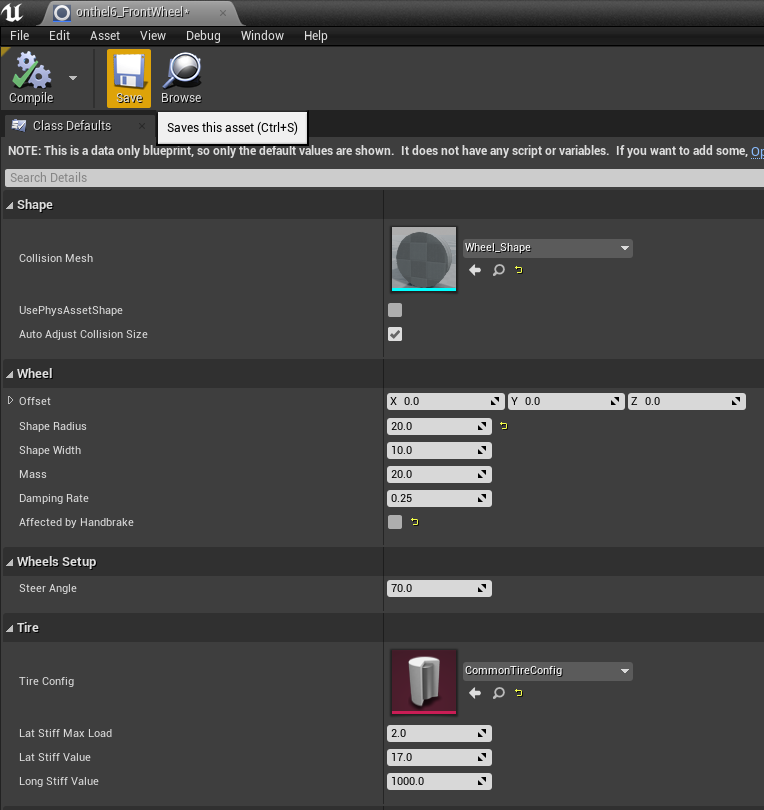 onthel6_FrontWheel*
File Edit Asset View Debug Window Help
Compile Save Browse
Class Defaults
Saves this asset (Ctrl+S)
NOTE: This is a data only blueprint, so only the default values are shown. It does not have any script or variables. If you want to add some, Op
Search Details
Shape
Collision Mesh
Wheel_Shape
UsePhysAssetShape
Auto Adjust Collision Size
Wheel
Offset X 0.0 Y 0.0 Z 0.0
Shape Radius 20.0
Shape Width 10.0
Mass 20.0
Damping Rate 0.25
Affected by Handbrake
Wheels Setup
Steer Angle 70.0
Tire
Tire Config
CommonTireConfig
Lat Stiff Max Load 2.0
Lat Stiff Value 17.0
Long Stiff Value 1000.0